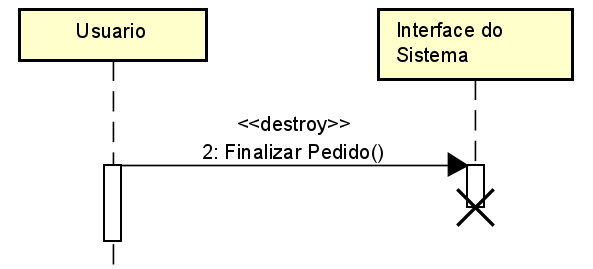 Usuario
Interface do
Sistema
<<destroy>>
2: Finalizar Pedido()